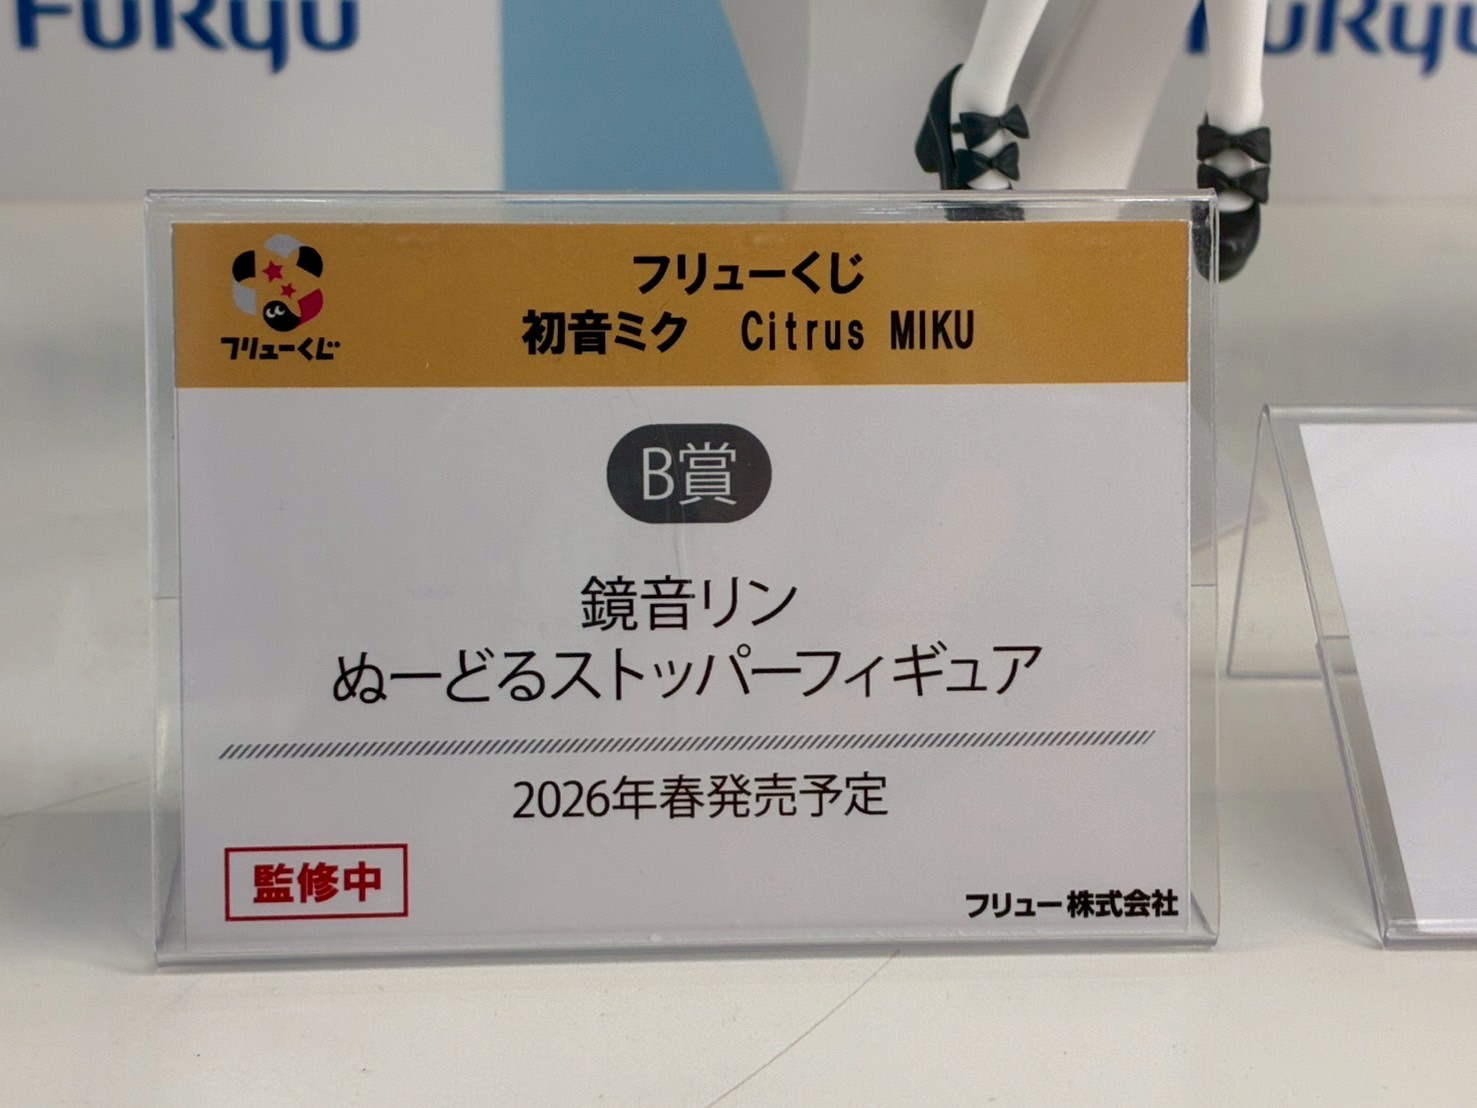 FuRyu
FuRyu
フリューくじ
フリューくじ
初音ミク　Citrus MIKU
B賞
鏡音リン
ぬーどるストッパーフィギュア
2026年春発売予定
監修中
フリュー株式会社